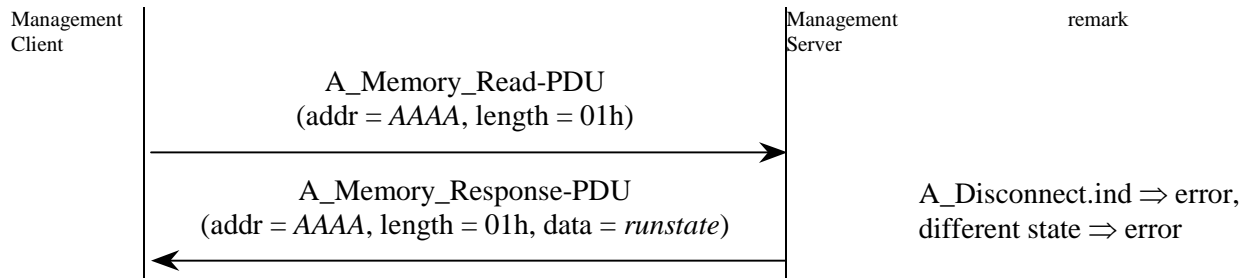 Management Client
Management Server
remark
A_Memory_Read-PDU
(addr = AAAA, length = 01h)
A_Memory_Response-PDU
(addr = AAAA, length = 01h, data = runstate)
A_Disconnect.ind ⇒ error,
different state ⇒ error